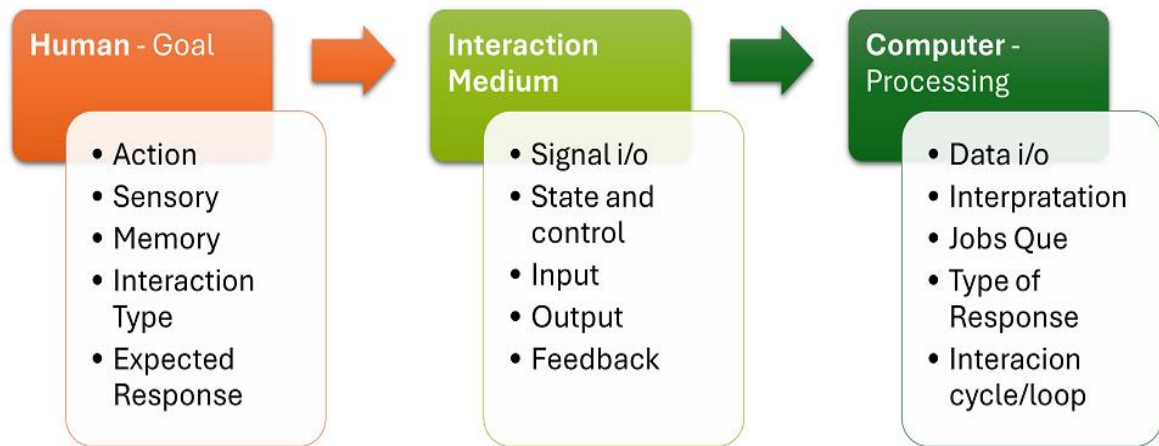 Human - Goal
• Action
• Sensory
• Memory
• Interaction
Type
• Expected
Response
Interaction
Medium
• Signal i/o
• State and
control
• Input
• Output
• Feedback
Computer -
Processing
• Data i/o
• Interpratation
• Jobs Que
• Type of
Response
• Interacion
cycle/loop